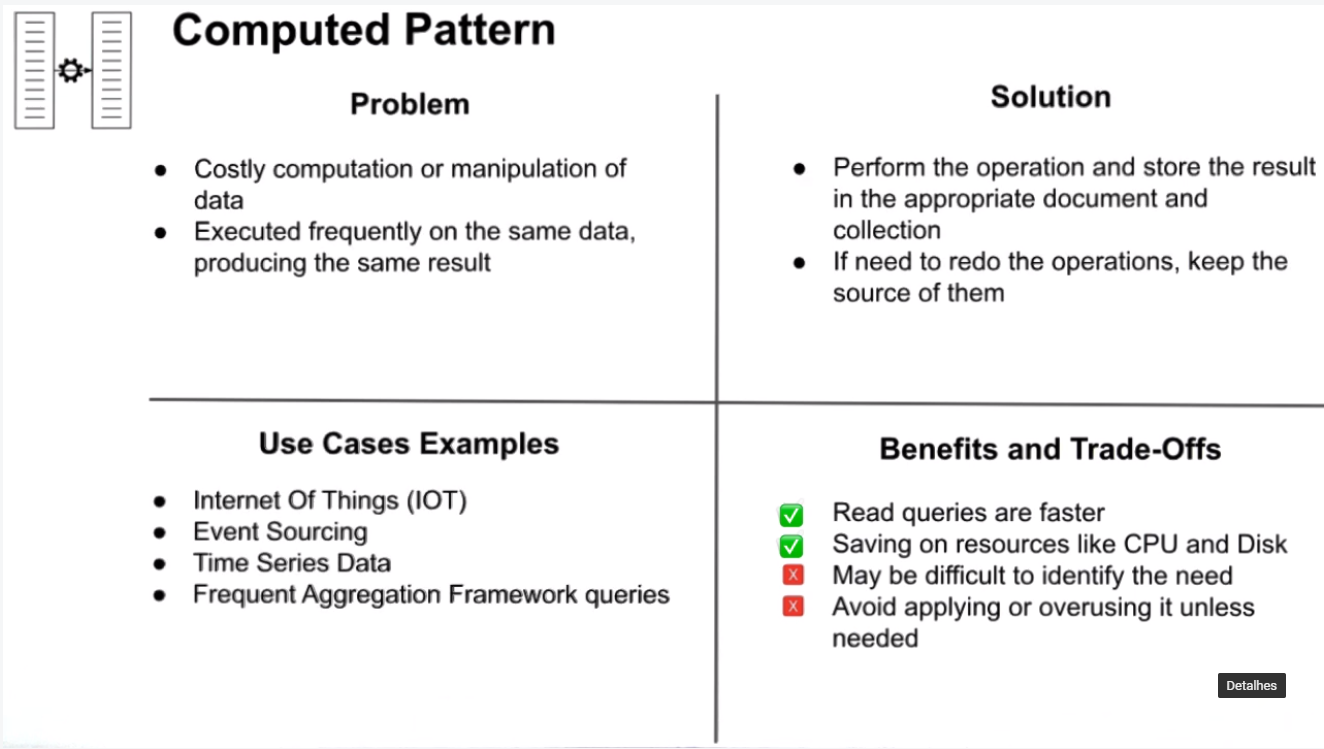 Computed Pattern
Problem
Costly computation or manipulation of
data
Executed frequently on the same data,
producing the same result
Solution
Perform the operation and store the result
in the appropriate document and
collection
If need to redo the operations, keep the
source of them
Use Cases Examples
Internet Of Things (IOT)
Event Sourcing
Time Series Data
Frequent Aggregation Framework queries
Benefits and Trade-Offs
Read queries are faster
Saving on resources like CPU and Disk
May be difficult to identify the need
Avoid applying or overusing it unless
needed
Detalhes